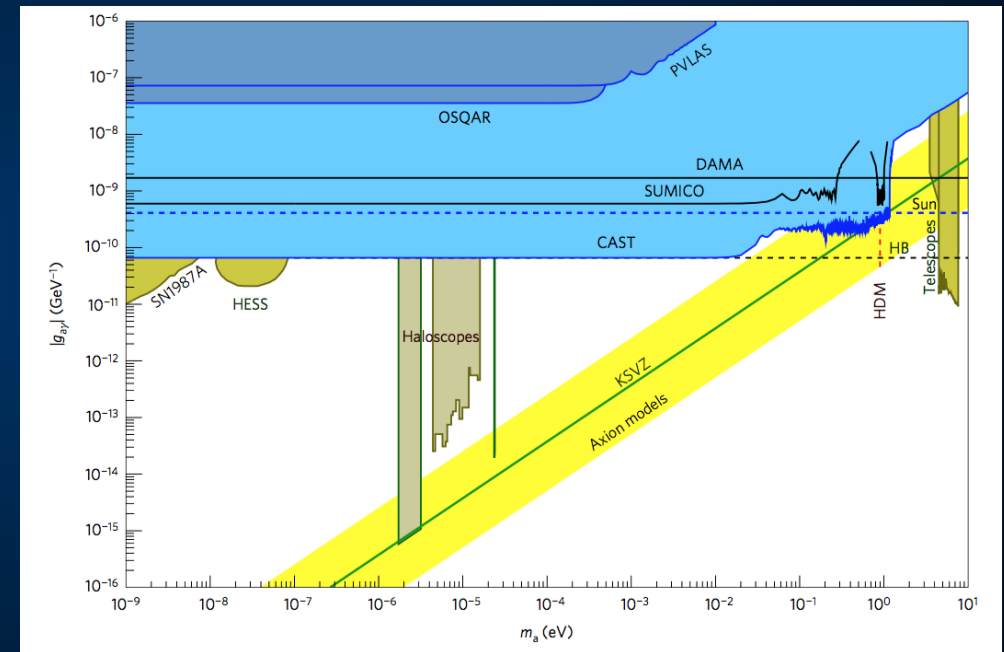 10⁻⁶
10⁻⁷
10⁻⁸
10⁻⁹
10⁻¹⁰
10⁻¹¹
10⁻¹²
10⁻¹³
10⁻¹⁴
10⁻¹⁵
10⁻¹⁶
|gₐᵧ| (GeV⁻¹)
PVLAS
OSQAR
DAMA
SUMICO
Sun
CAST
HB
SN1987A
HESS
Telescopes
HDM
Haloscopes
KSVZ
Axion models
10⁻⁹ 10⁻⁸ 10⁻⁷ 10⁻⁶ 10⁻⁵ 10⁻⁴ 10⁻³ 10⁻² 10⁻¹ 10⁰ 10¹
mₐ (eV)